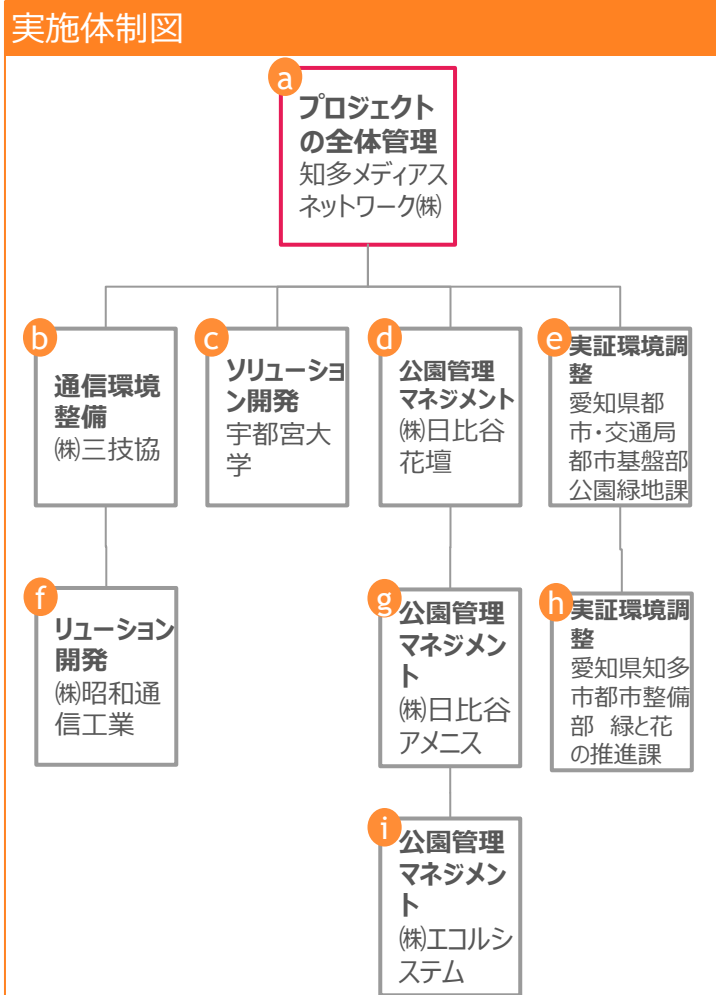 実施体制図
a
プロジェクト
の全体管理
知多メディアス
ネットワーク㈱
b
通信環境
整備
㈱三技協
c
ソリューショ
ン開発
宇都宮大
学
d
公園管理
マネジメント
㈱日比谷
花壇
e
実証環境調
整
愛知県都
市・交通局
都市基盤部
公園緑地課
f
リューション
開発
㈱昭和通
信工業
g
公園管理
マネジメン
ト
㈱日比谷
アメニス
h
実証環境調
整
愛知県知多
市都市整備
部　緑と花
の推進課
i
公園管理
マネジメン
ト
㈱エコルシ
ステム